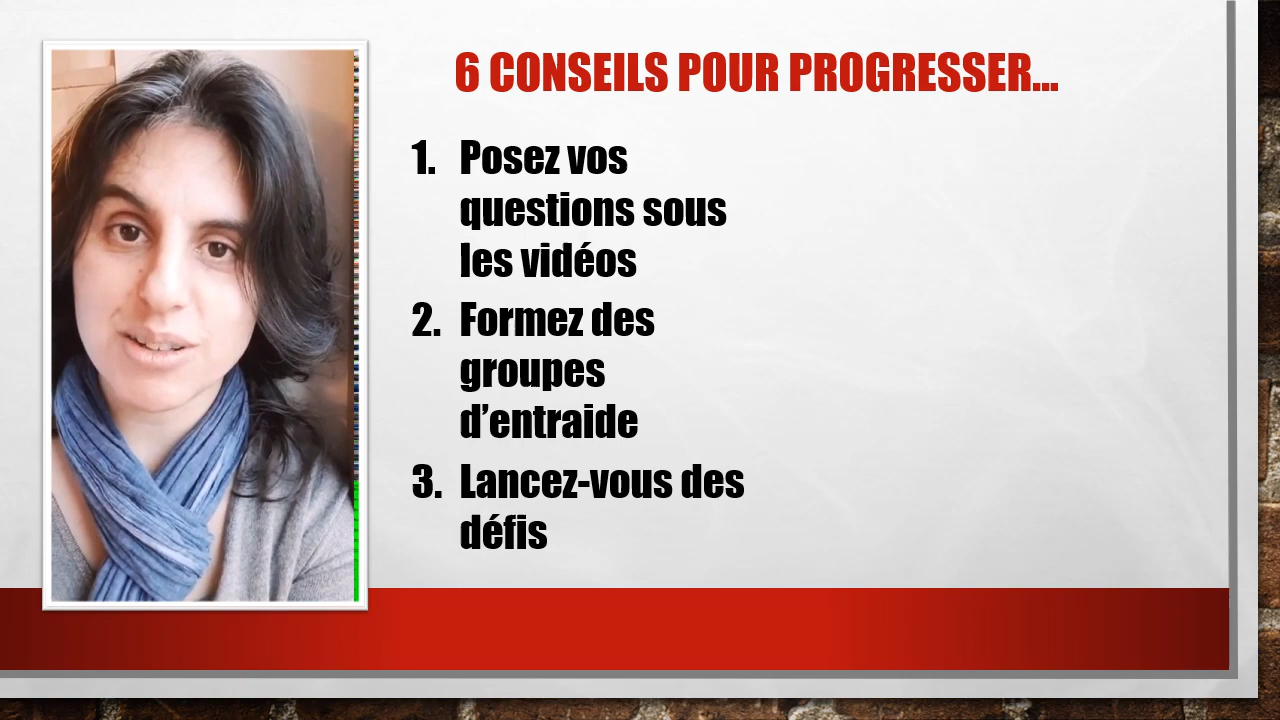 6 CONSEILS POUR PROGRESSER...
1. Posez vos
questions sous
les vidéos
2. Formez des
groupes
d’entraide
3. Lancez-vous des
défis